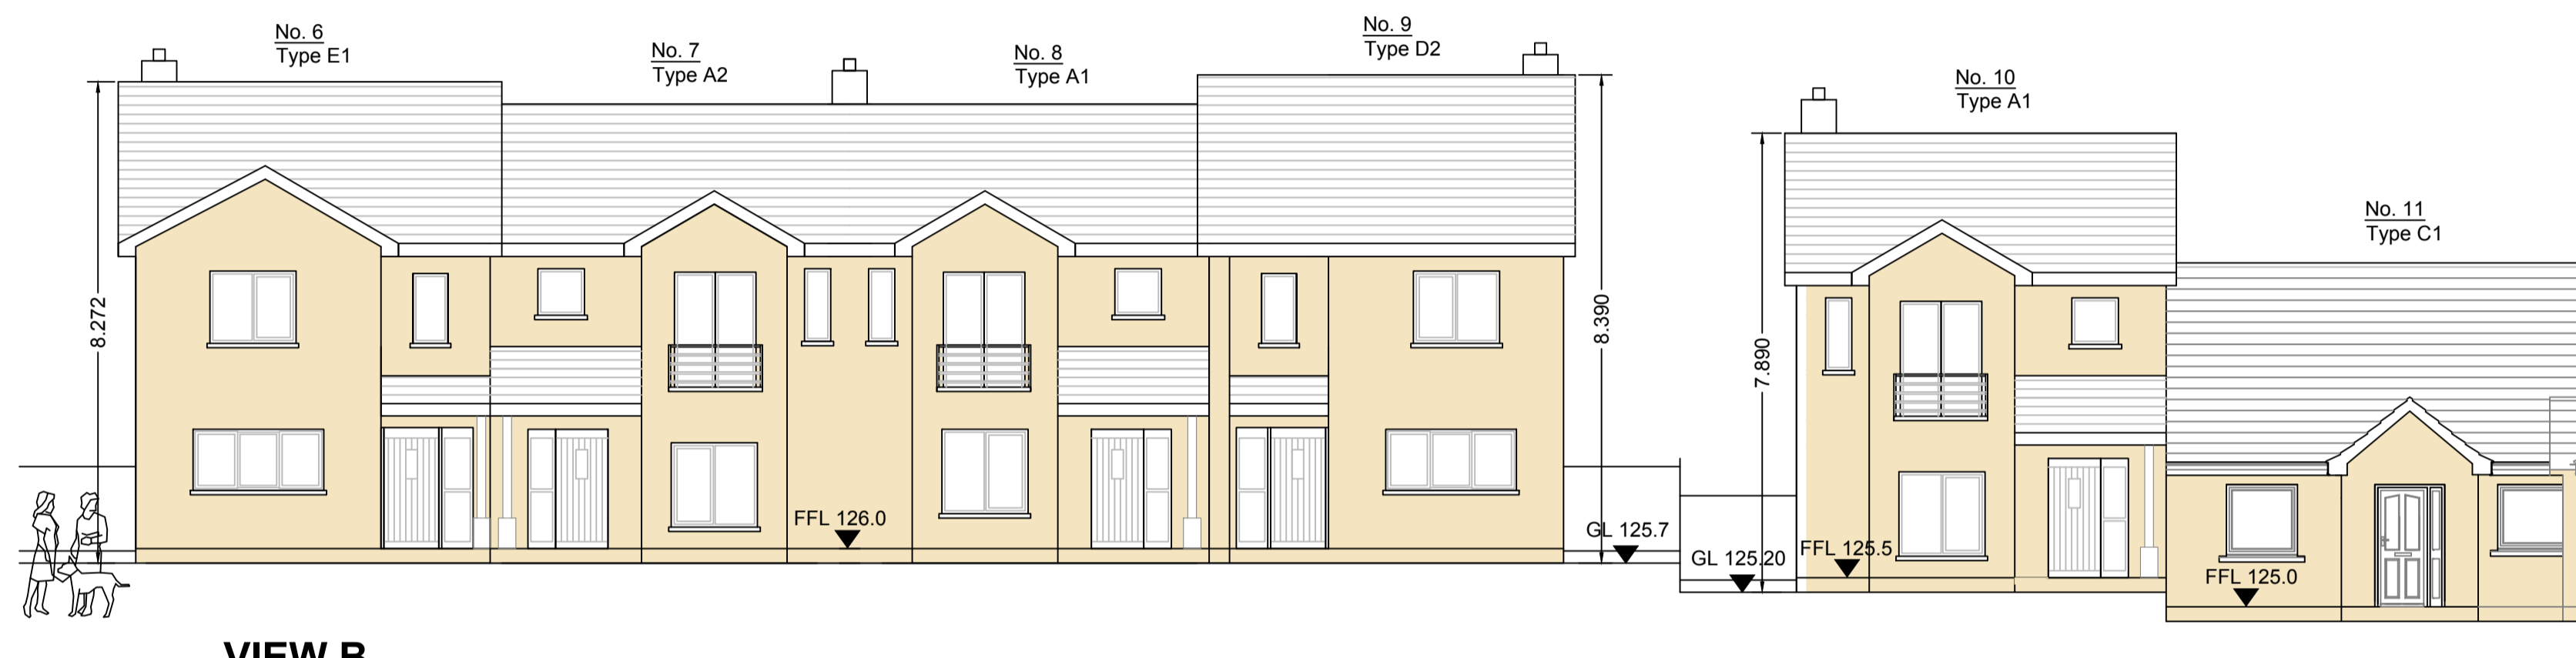 No. 6
Type E1
No. 7
Type A2
No. 8
Type A1
No. 9
Type D2
No. 10
Type A1
No. 11
Type C1
8.272
8.390
7.890
FFL 126.0
GL 125.7
GL 125.20
FFL 125.5
FFL 125.0
VIEW B